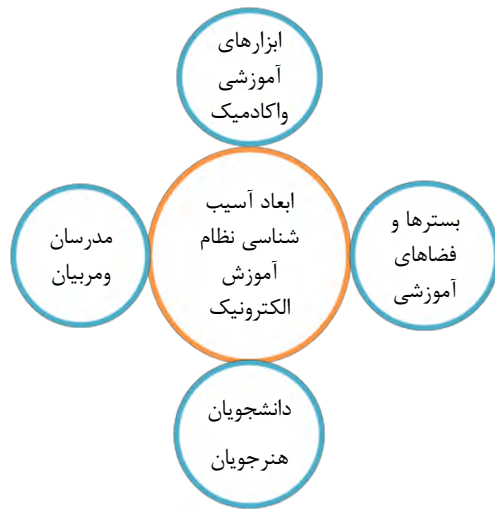 ابزارهای
آموزشی
واکادمیک
ابعاد آسیب
شناسی نظام
آموزش
الکترونیک
بسترها و
فضاهای
آموزشی
مدرسان
ومربیان
دانشجویان
هنرجویان